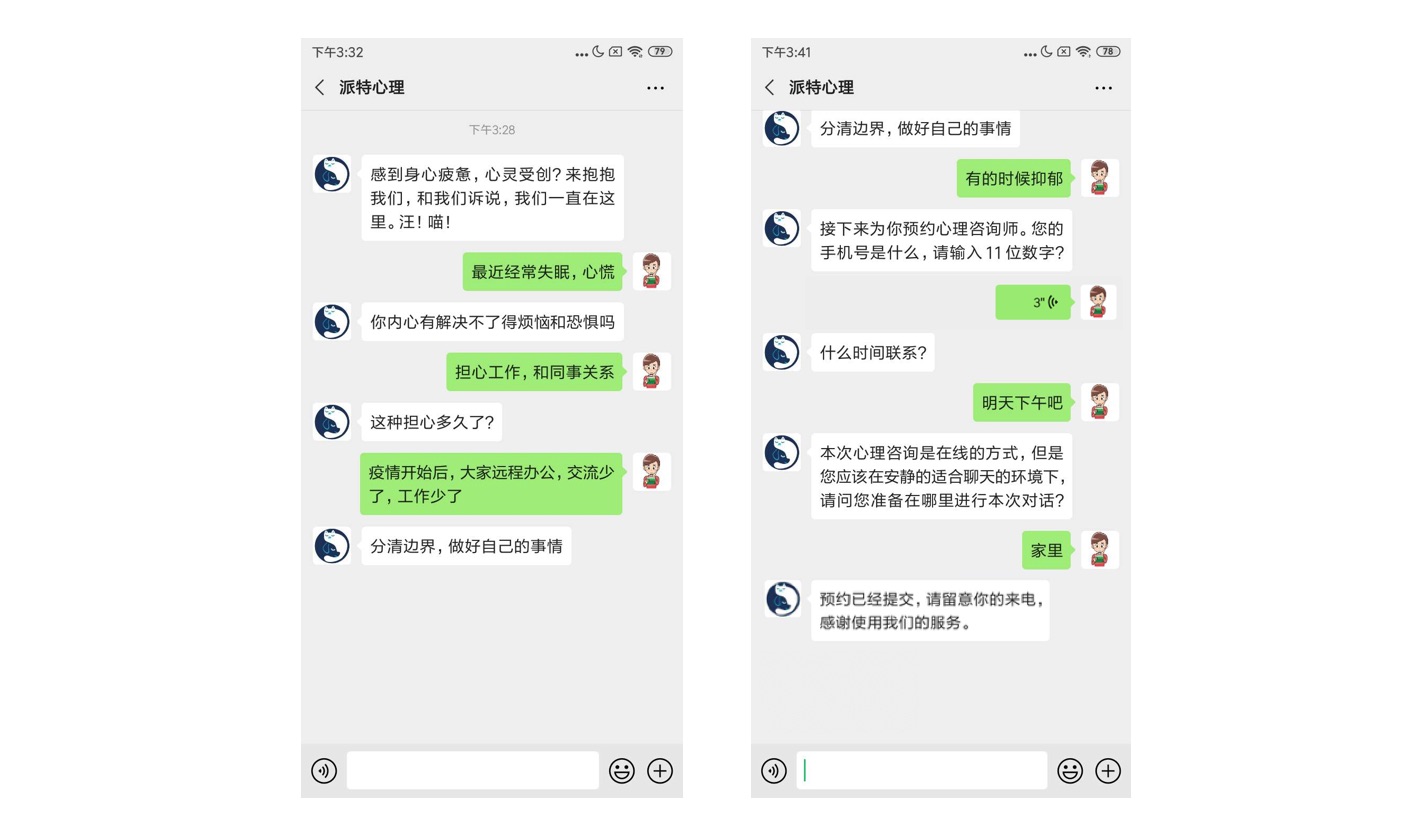 下午3:32
79
派特心理
下午3:28
感到身心疲惫，心灵受创？来抱抱
我们，和我们诉说，我们一直在这
里。汪！喵！
最近经常失眠，心慌
你内心有解决不了得烦恼和恐惧吗
担心工作，和同事关系
这种担心多久了？
疫情开始后，大家远程办公，交流少
了，工作少了
分清边界，做好自己的事情
下午3:41
78
派特心理
分清边界，做好自己的事情
有的时候抑郁
接下来为你预约心理咨询师。您的
手机号是什么，请输入11位数字？
3"
什么时间联系？
明天下午吧
本次心理咨询是在线的方式，但是
您应该在安静的适合聊天的环境下，
请问您准备在哪里进行本次对话？
家里
预约已经提交，请留意你的来电，
感谢使用我们的服务。